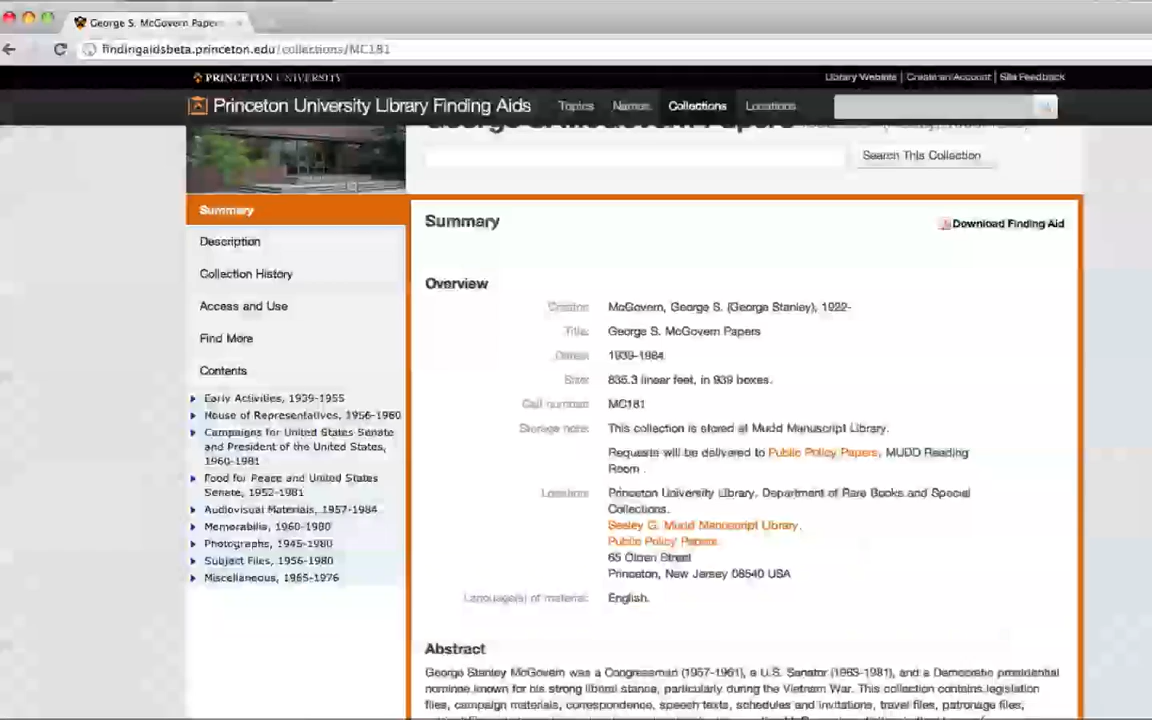 George S. McGovern Papers
findingaidsbeta.princeton.edu/collections/MC181
PRINCETON UNIVERSITY
Library Website | Create an Account | Site Feedback
Princeton University Library Finding Aids
Topics
Names
Collections
Locations
George S. McGovern Papers
Search This Collection
Summary
Description
Collection History
Access and Use
Find More
Contents
Early Activities, 1939-1955
House of Representatives, 1956-1960
Campaigns for United States Senate
and President of the United States,
1960-1981
Food for Peace and United States
Senate, 1952-1981
Audiovisual Materials, 1957-1984
Memorabilia, 1960-1980
Photographs, 1945-1980
Subject Files, 1956-1980
Miscellaneous, 1965-1976
Summary
Download Finding Aid
Overview
Creator: McGovern, George S. (George Stanley), 1922-
Title: George S. McGovern Papers
Dates: 1939-1984
Size: 835.3 linear feet, in 939 boxes.
Call number: MC181
Storage note: This collection is stored at Mudd Manuscript Library.
Requests will be delivered to Public Policy Papers, MUDD Reading
Room .
Location: Princeton University Library. Department of Rare Books and Special
Collections.
Seeley G. Mudd Manuscript Library.
Public Policy Papers.
65 Olden Street
Princeton, New Jersey 08540 USA
Language(s) of material: English.
Abstract
George Stanley McGovern was a Congressman (1957-1961), a U.S. Senator (1963-1981), and a Democratic presidential
nominee known for his strong liberal stance, particularly during the Vietnam War. This collection contains legislation
files, campaign materials, correspondence, speech texts, schedules and invitations, travel files, patronage files,